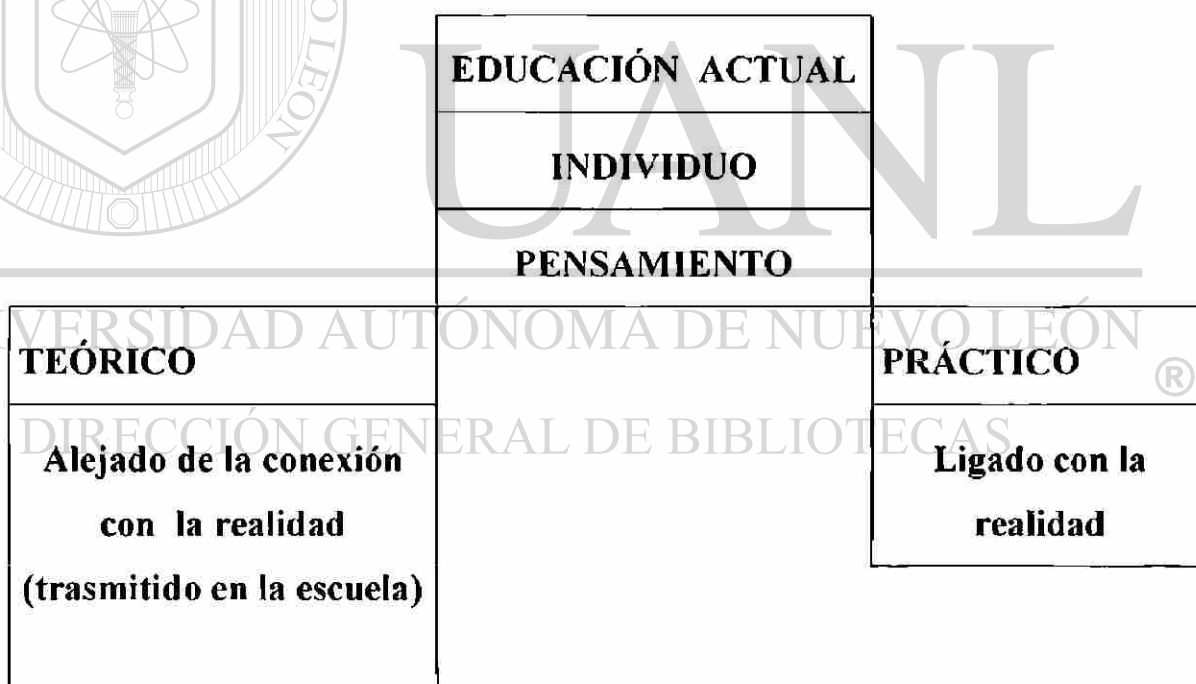 O LEÓN
UANL
EDUCACIÓN ACTUAL
INDIVIDUO
PENSAMIENTO
VERSIDAD AUTÓNOMA DE NUEVO LEÓN
®
TEÓRICO
PRÁCTICO
DIRECCIÓN GENERAL DE BIBLIOTECAS
Alejado de la conexión
con la realidad
(trasmitido en la escuela)
Ligado con la
realidad